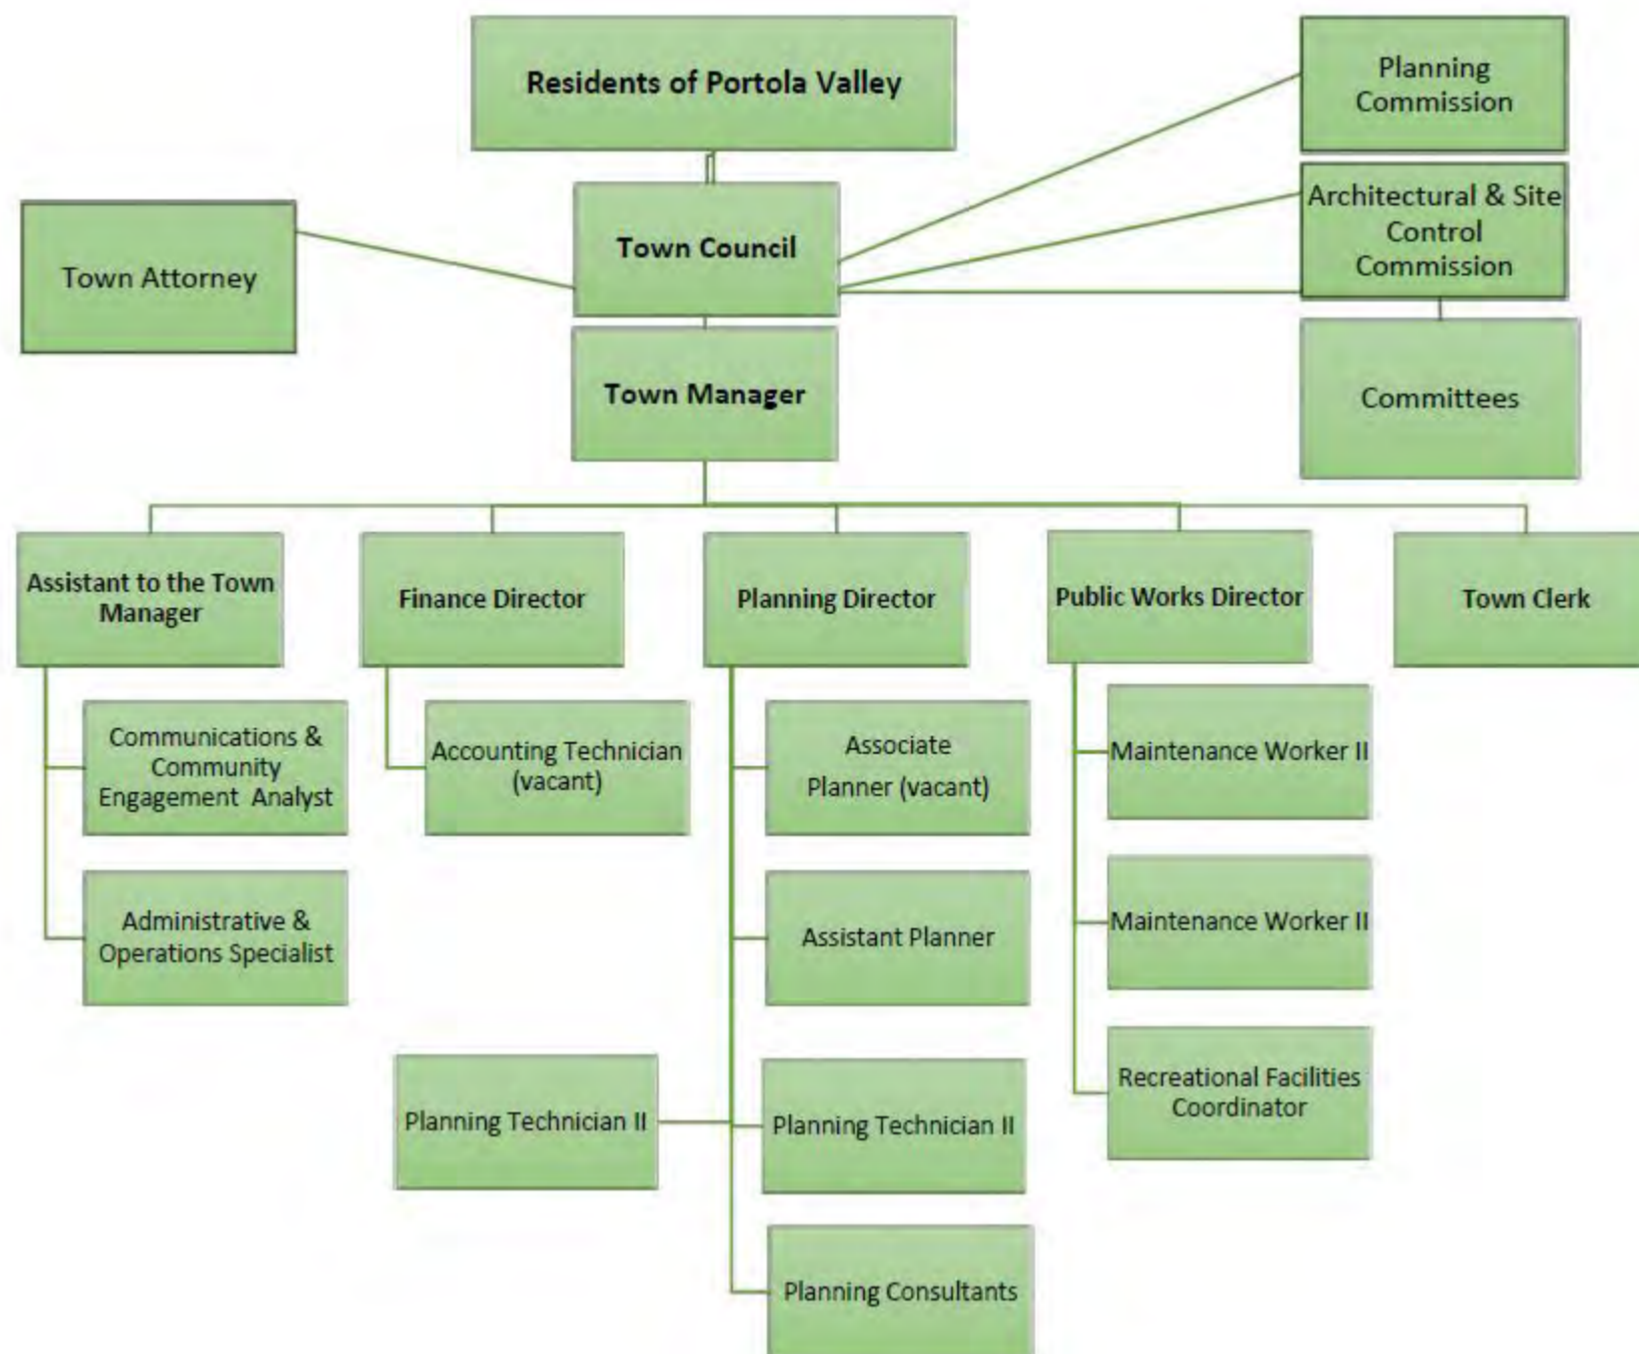 Residents of Portola Valley
Planning
Commission
Architectural & Site
Control
Commission
Town Council
Town Attorney
Town Manager
Committees
Assistant to the Town
Manager
Finance Director
Planning Director
Public Works Director
Town Clerk
Communications &
Community
Engagement Analyst
Accounting Technician
(vacant)
Associate
Planner (vacant)
Maintenance Worker II
Administrative &
Operations Specialist
Assistant Planner
Maintenance Worker II
Planning Technician II
Planning Technician II
Recreational Facilities
Coordinator
Planning Consultants